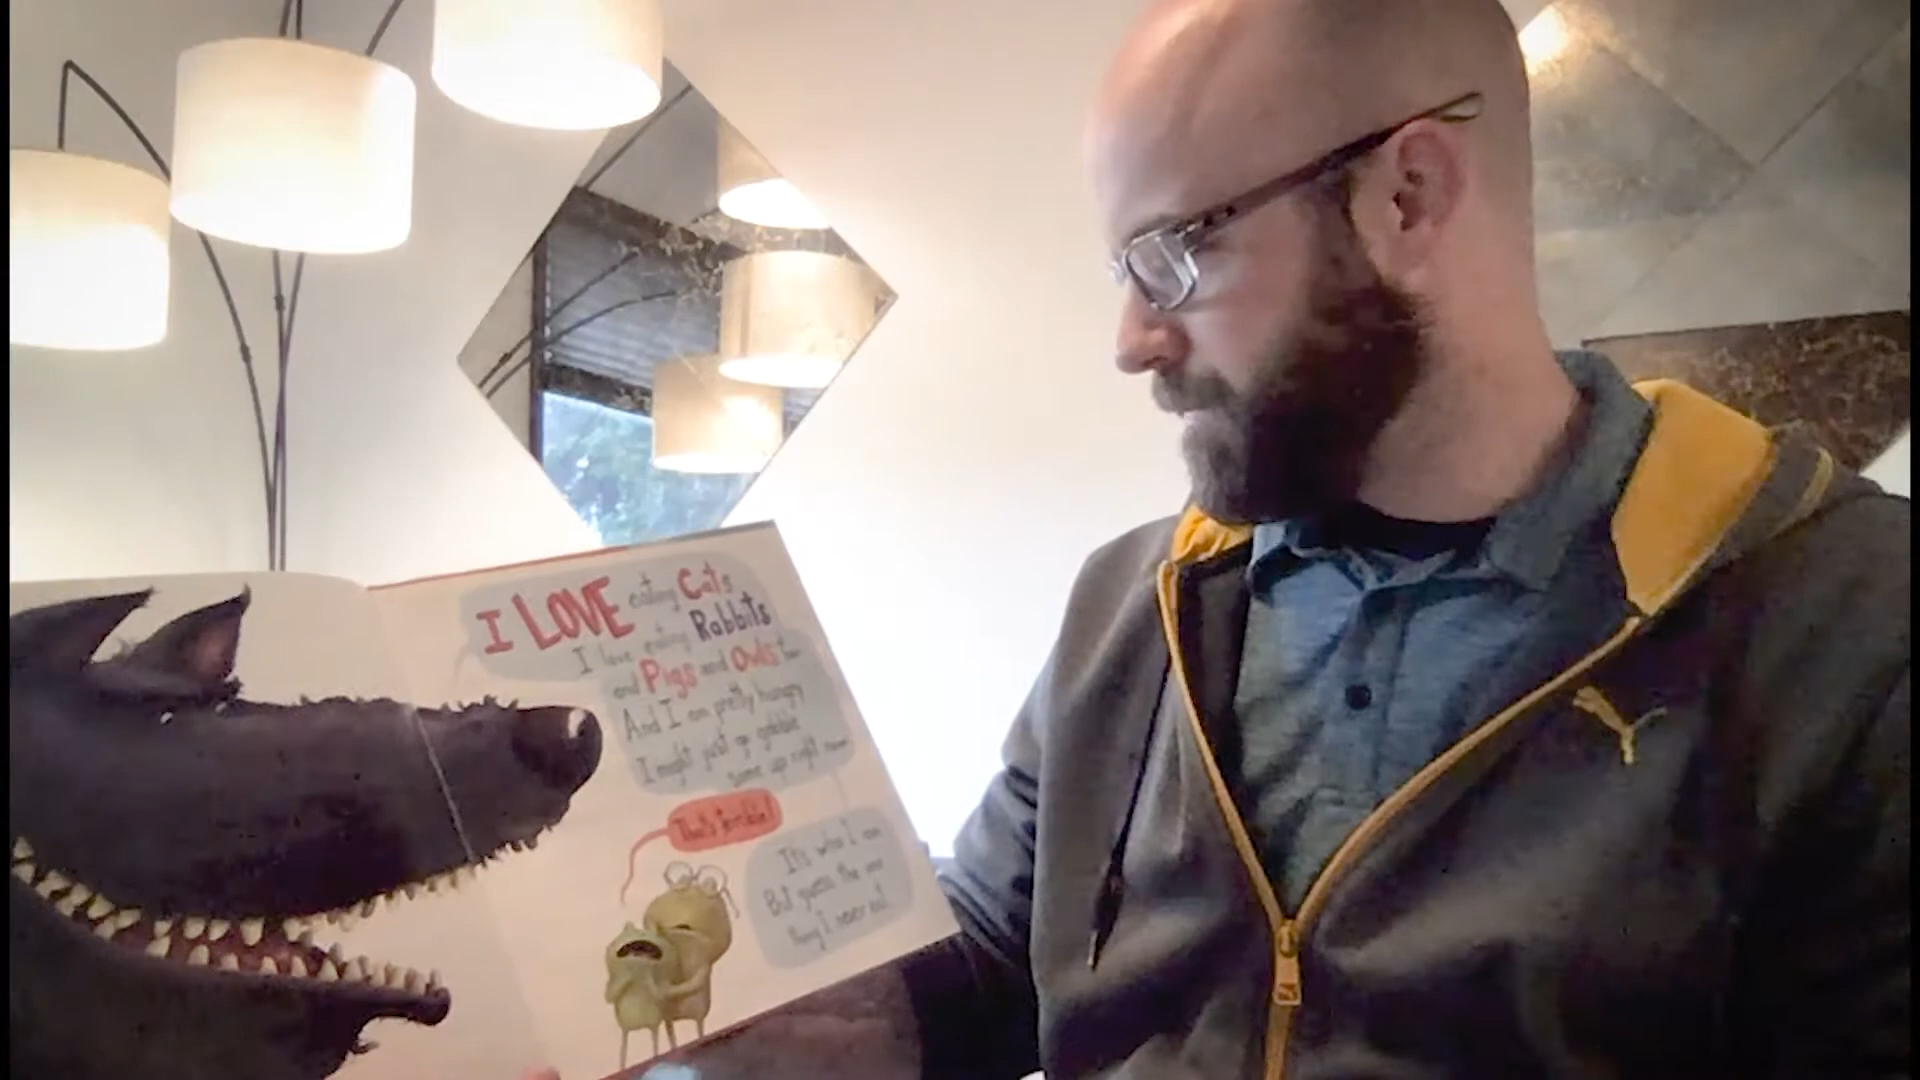 I LOVE eating Cats
I love eating Rabbits
and Pigs and Owls too
And I am pretty hungry
I might just go gobble
some up right now
That's terrible!
It's who I am
But guess the one
thing I never eat